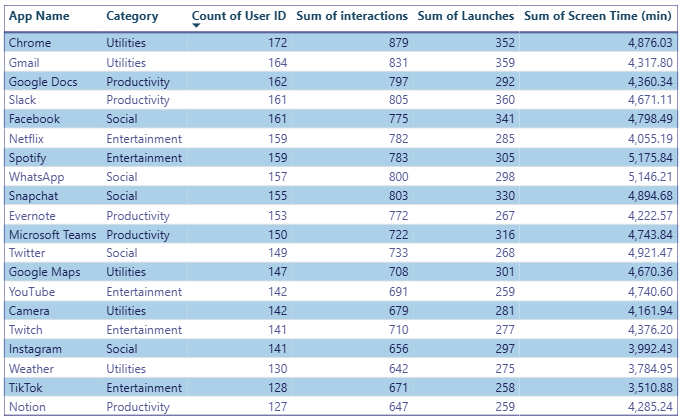 App Name Category Count of User ID Sum of interactions Sum of Launches Sum of Screen Time (min)
Chrome Utilities 172 879 352 4,876.03
Gmail Utilities 164 831 359 4,317.80
Google Docs Productivity 162 797 292 4,360.34
Slack Productivity 161 805 360 4,671.11
Facebook Social 161 775 341 4,798.49
Netflix Entertainment 159 782 285 4,055.19
Spotify Entertainment 159 783 305 5,175.84
WhatsApp Social 157 800 298 5,146.21
Snapchat Social 155 803 330 4,894.68
Evernote Productivity 153 772 267 4,222.57
Microsoft Teams Productivity 150 722 316 4,743.84
Twitter Social 149 733 268 4,921.47
Google Maps Utilities 147 708 301 4,670.36
YouTube Entertainment 142 691 259 4,740.60
Camera Utilities 142 679 281 4,161.94
Twitch Entertainment 141 710 277 4,376.20
Instagram Social 141 656 297 3,992.43
Weather Utilities 130 642 275 3,784.95
TikTok Entertainment 128 671 258 3,510.88
Notion Productivity 127 647 259 4,285.24